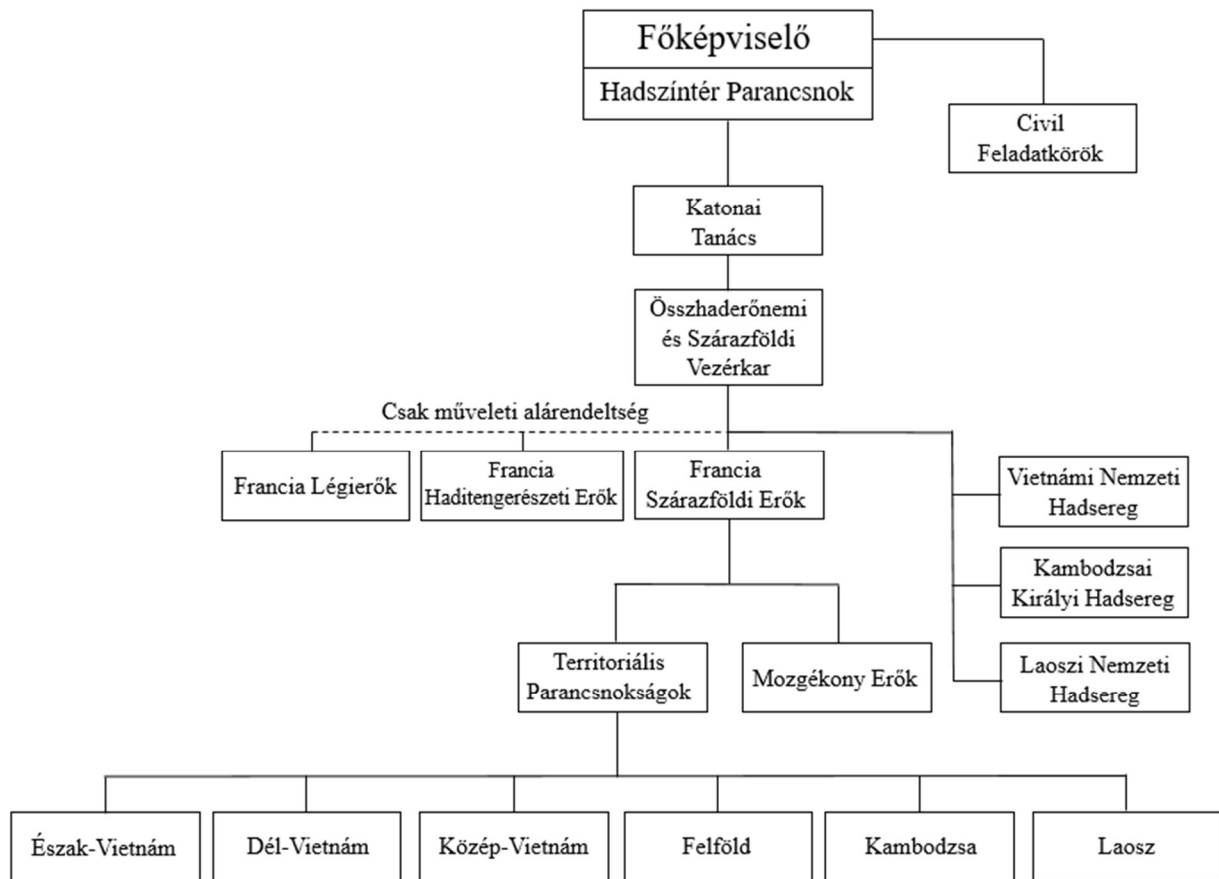 Főképviselő
Hadszíntér Parancsnok
Civil
Feladatkörök
Katonai
Tanács
Összhaderőnemi
és Szárazföldi
Vezérkar
Csak műveleti alárendeltség
Francia Légierők
Francia
Haditengerészeti Erők
Francia
Szárazföldi Erők
Vietnámi Nemzeti
Hadsereg
Kambodzsai
Királyi Hadsereg
Laoszi Nemzeti
Hadsereg
Territoriális
Parancsnokságok
Mozgékony Erők
Észak-Vietnám
Dél-Vietnám
Közép-Vietnám
Felföld
Kambodzsa
Laosz